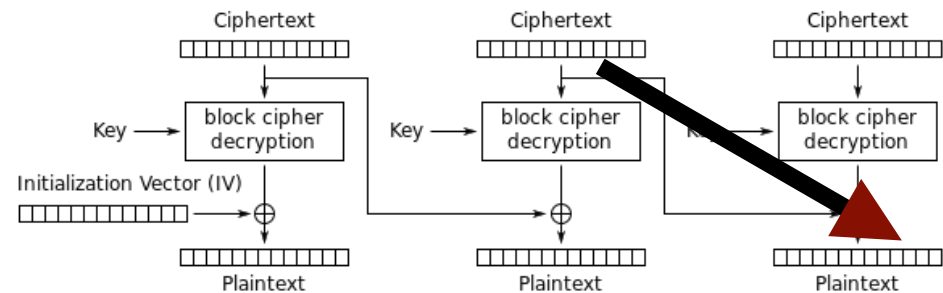 Ciphertext
Ciphertext
Ciphertext
Key
block cipher
decryption
Key
block cipher
decryption
block cipher
decryption
Initialization Vector (IV)
Plaintext
Plaintext
Plaintext